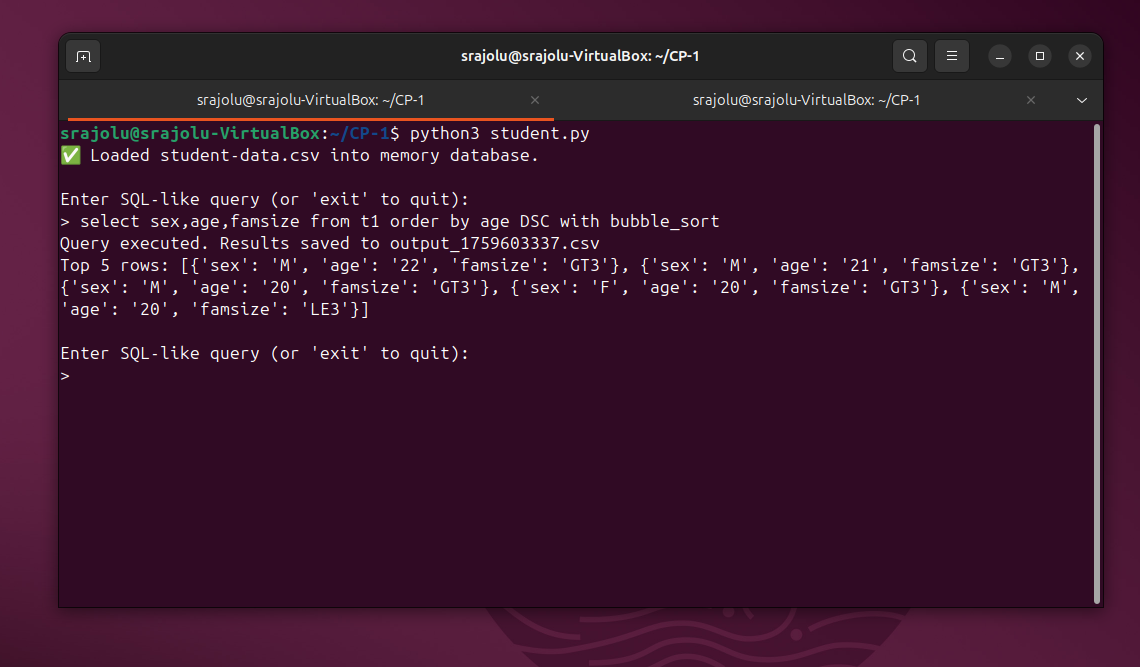 srajolu@srajolu-VirtualBox: ~/CP-1
srajolu@srajolu-VirtualBox: ~/CP-1
srajolu@srajolu-VirtualBox: ~/CP-1
srajolu@srajolu-VirtualBox:~/CP-1$ python3 student.py
✅ Loaded student-data.csv into memory database.
Enter SQL-like query (or 'exit' to quit):
> select sex,age,famsize from t1 order by age DSC with bubble_sort
Query executed. Results saved to output_1759603337.csv
Top 5 rows: [{'sex': 'M', 'age': '22', 'famsize': 'GT3'}, {'sex': 'M', 'age': '21', 'famsize': 'GT3'},
{'sex': 'M', 'age': '20', 'famsize': 'GT3'}, {'sex': 'F', 'age': '20', 'famsize': 'GT3'}, {'sex': 'M',
'age': '20', 'famsize': 'LE3'}]
Enter SQL-like query (or 'exit' to quit):
>